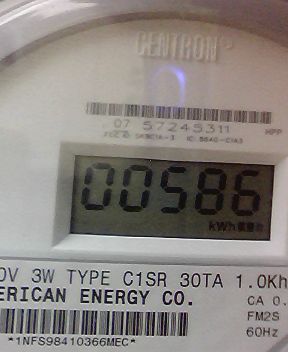 CENTRON®
07 57245311
HPP
00586
kWh
0V 3W TYPE C1SR 30TA 1.0Kh
ERICAN ENERGY CO.
CA 0.
FM2S
60Hz
*1NFS98410366MEC*